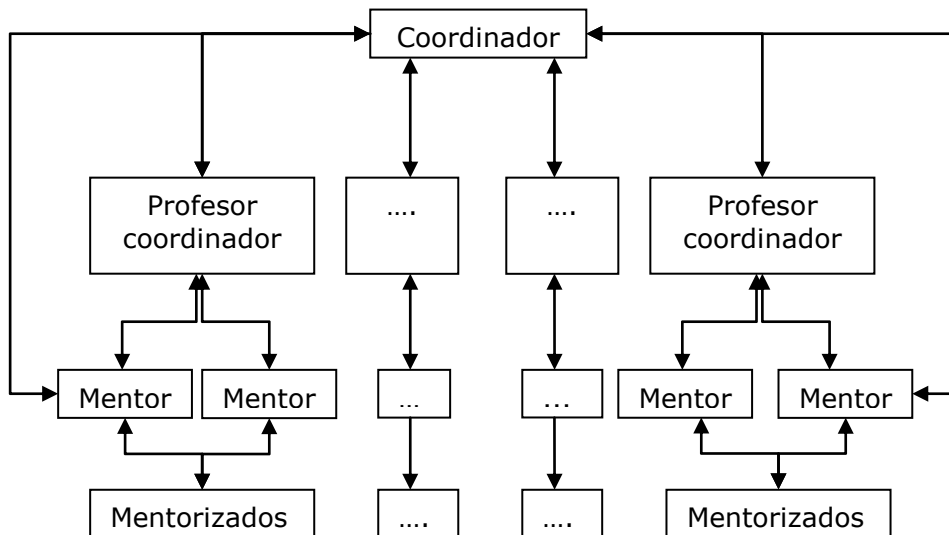 Coordinador
Profesor
coordinador
….
….
Profesor
coordinador
Mentor
Mentor
...
...
Mentor
Mentor
Mentorizados
….
….
Mentorizados